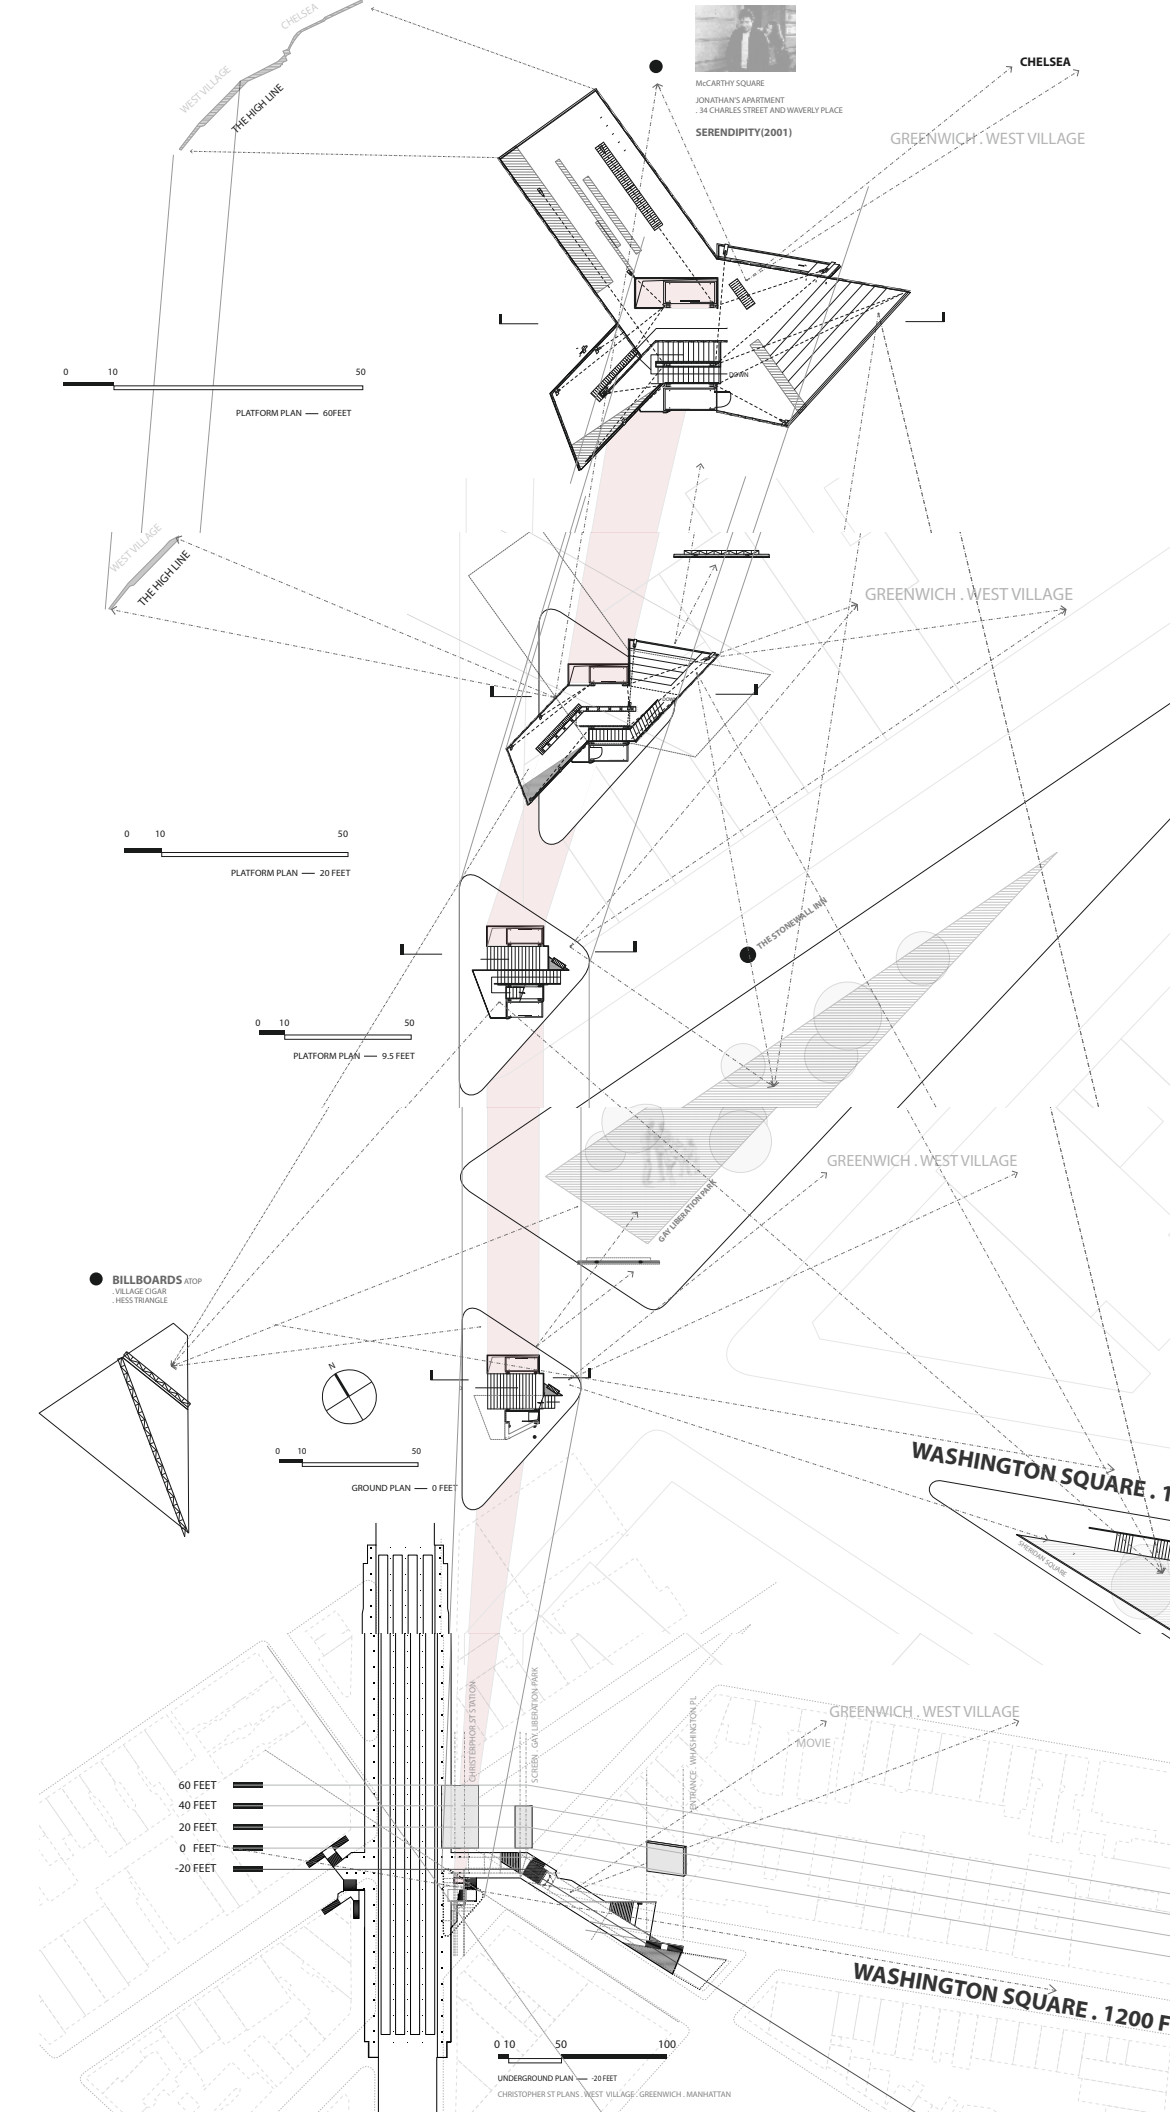 CHELSEA
WEST VILLAGE
THE HIGH LINE
McCARTHY SQUARE
JONATHAN'S APARTMENT
. 34 CHARLES STREET AND WAVERLY PLACE
SERENDIPITY(2001)
CHELSEA
GREENWICH . WEST VILLAGE
DOWN
0 10 50
PLATFORM PLAN — 60FEET
WEST VILLAGE
THE HIGH LINE
GREENWICH . WEST VILLAGE
0 10 50
PLATFORM PLAN — 20 FEET
THE STONEWALL INN
0 10 50
PLATFORM PLAN — 9.5 FEET
GREENWICH . WEST VILLAGE
GAY LIBERATION PARK
BILLBOARDS ATOP
. VILLAGE CIGAR
. HESS TRIANGLE
N
0 10 50
GROUND PLAN — 0 FEET
WASHINGTON SQUARE . 1
SHERIDAN SQUARE
CHRISTERPHOR ST STATION
SCREEN . GAY LIBERATION PARK
ENTRANCE . WHASHINGTON PL
GREENWICH . WEST VILLAGE
MOVIE
60 FEET
40 FEET
20 FEET
0 FEET
-20 FEET
WASHINGTON SQUARE . 1200 F
0 10 50 100
UNDERGROUND PLAN — -20 FEET
CHRISTOPHER ST PLANS . WEST VILLAGE . GREENWICH . MANHATTAN